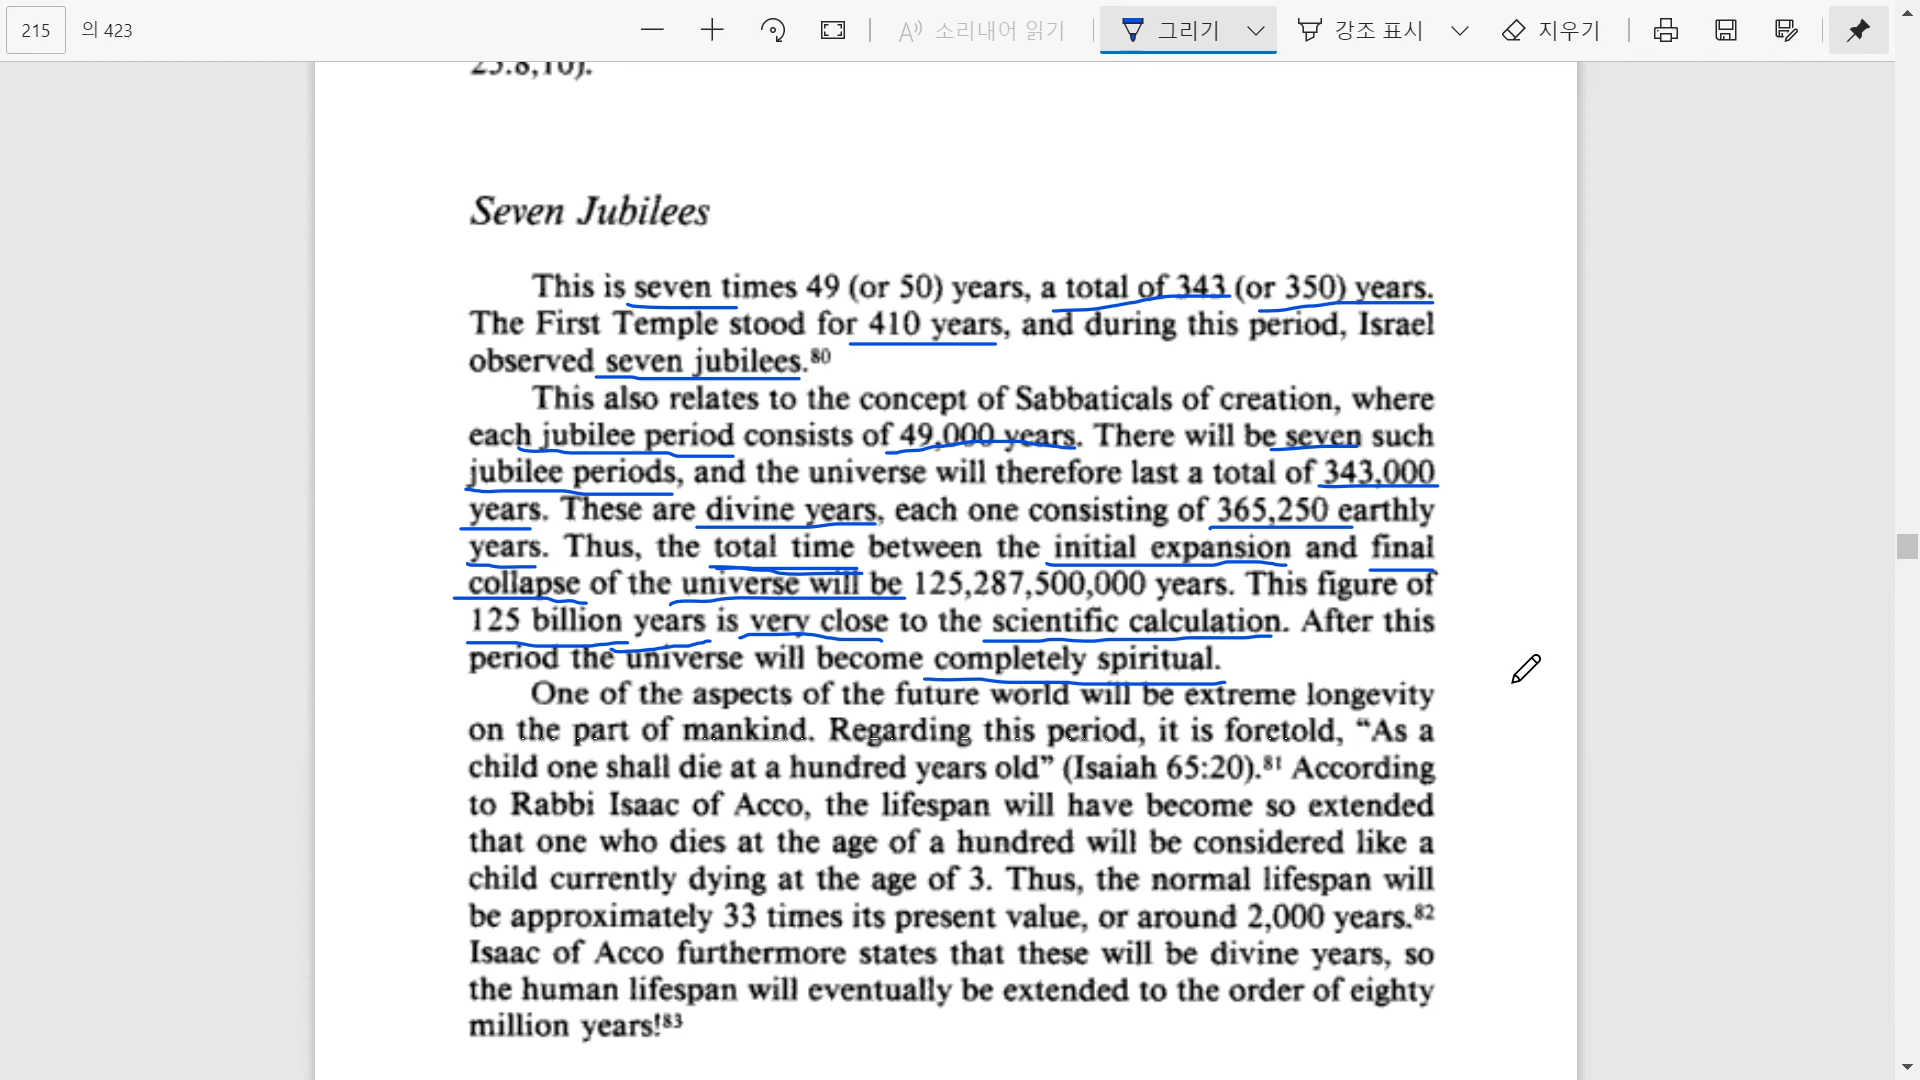 215 의 423
소리내어 읽기
그리기
강조 표시
지우기
25:8,10).
Seven Jubilees
This is seven times 49 (or 50) years, a total of 343 (or 350) years.
The First Temple stood for 410 years, and during this period, Israel
observed seven jubilees.80
This also relates to the concept of Sabbaticals of creation, where
each jubilee period consists of 49,000 years. There will be seven such
jubilee periods, and the universe will therefore last a total of 343,000
years. These are divine years, each one consisting of 365,250 earthly
years. Thus, the total time between the initial expansion and final
collapse of the universe will be 125,287,500,000 years. This figure of
125 billion years is very close to the scientific calculation. After this
period the universe will become completely spiritual.
One of the aspects of the future world will be extreme longevity
on the part of mankind. Regarding this period, it is foretold, “As a
child one shall die at a hundred years old” (Isaiah 65:20).81 According
to Rabbi Isaac of Acco, the lifespan will have become so extended
that one who dies at the age of a hundred will be considered like a
child currently dying at the age of 3. Thus, the normal lifespan will
be approximately 33 times its present value, or around 2,000 years.82
Isaac of Acco furthermore states that these will be divine years, so
the human lifespan will eventually be extended to the order of eighty
million years!83